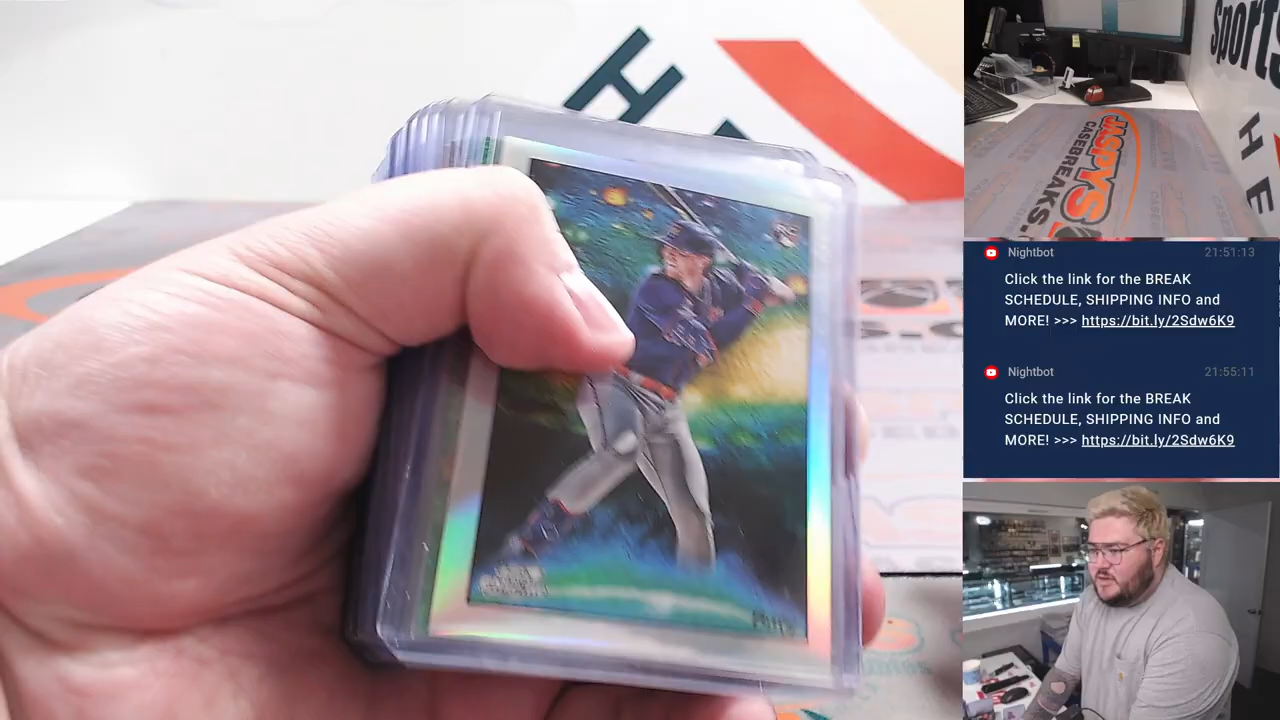 H
Sports
H E
JASPYS
CASEBREAKS.
Nightbot 21:51:13
Click the link for the BREAK
SCHEDULE, SHIPPING INFO and
MORE! >>> https://bit.ly/2Sdw6K9
Nightbot 21:55:11
Click the link for the BREAK
SCHEDULE, SHIPPING INFO and
MORE! >>> https://bit.ly/2Sdw6K9